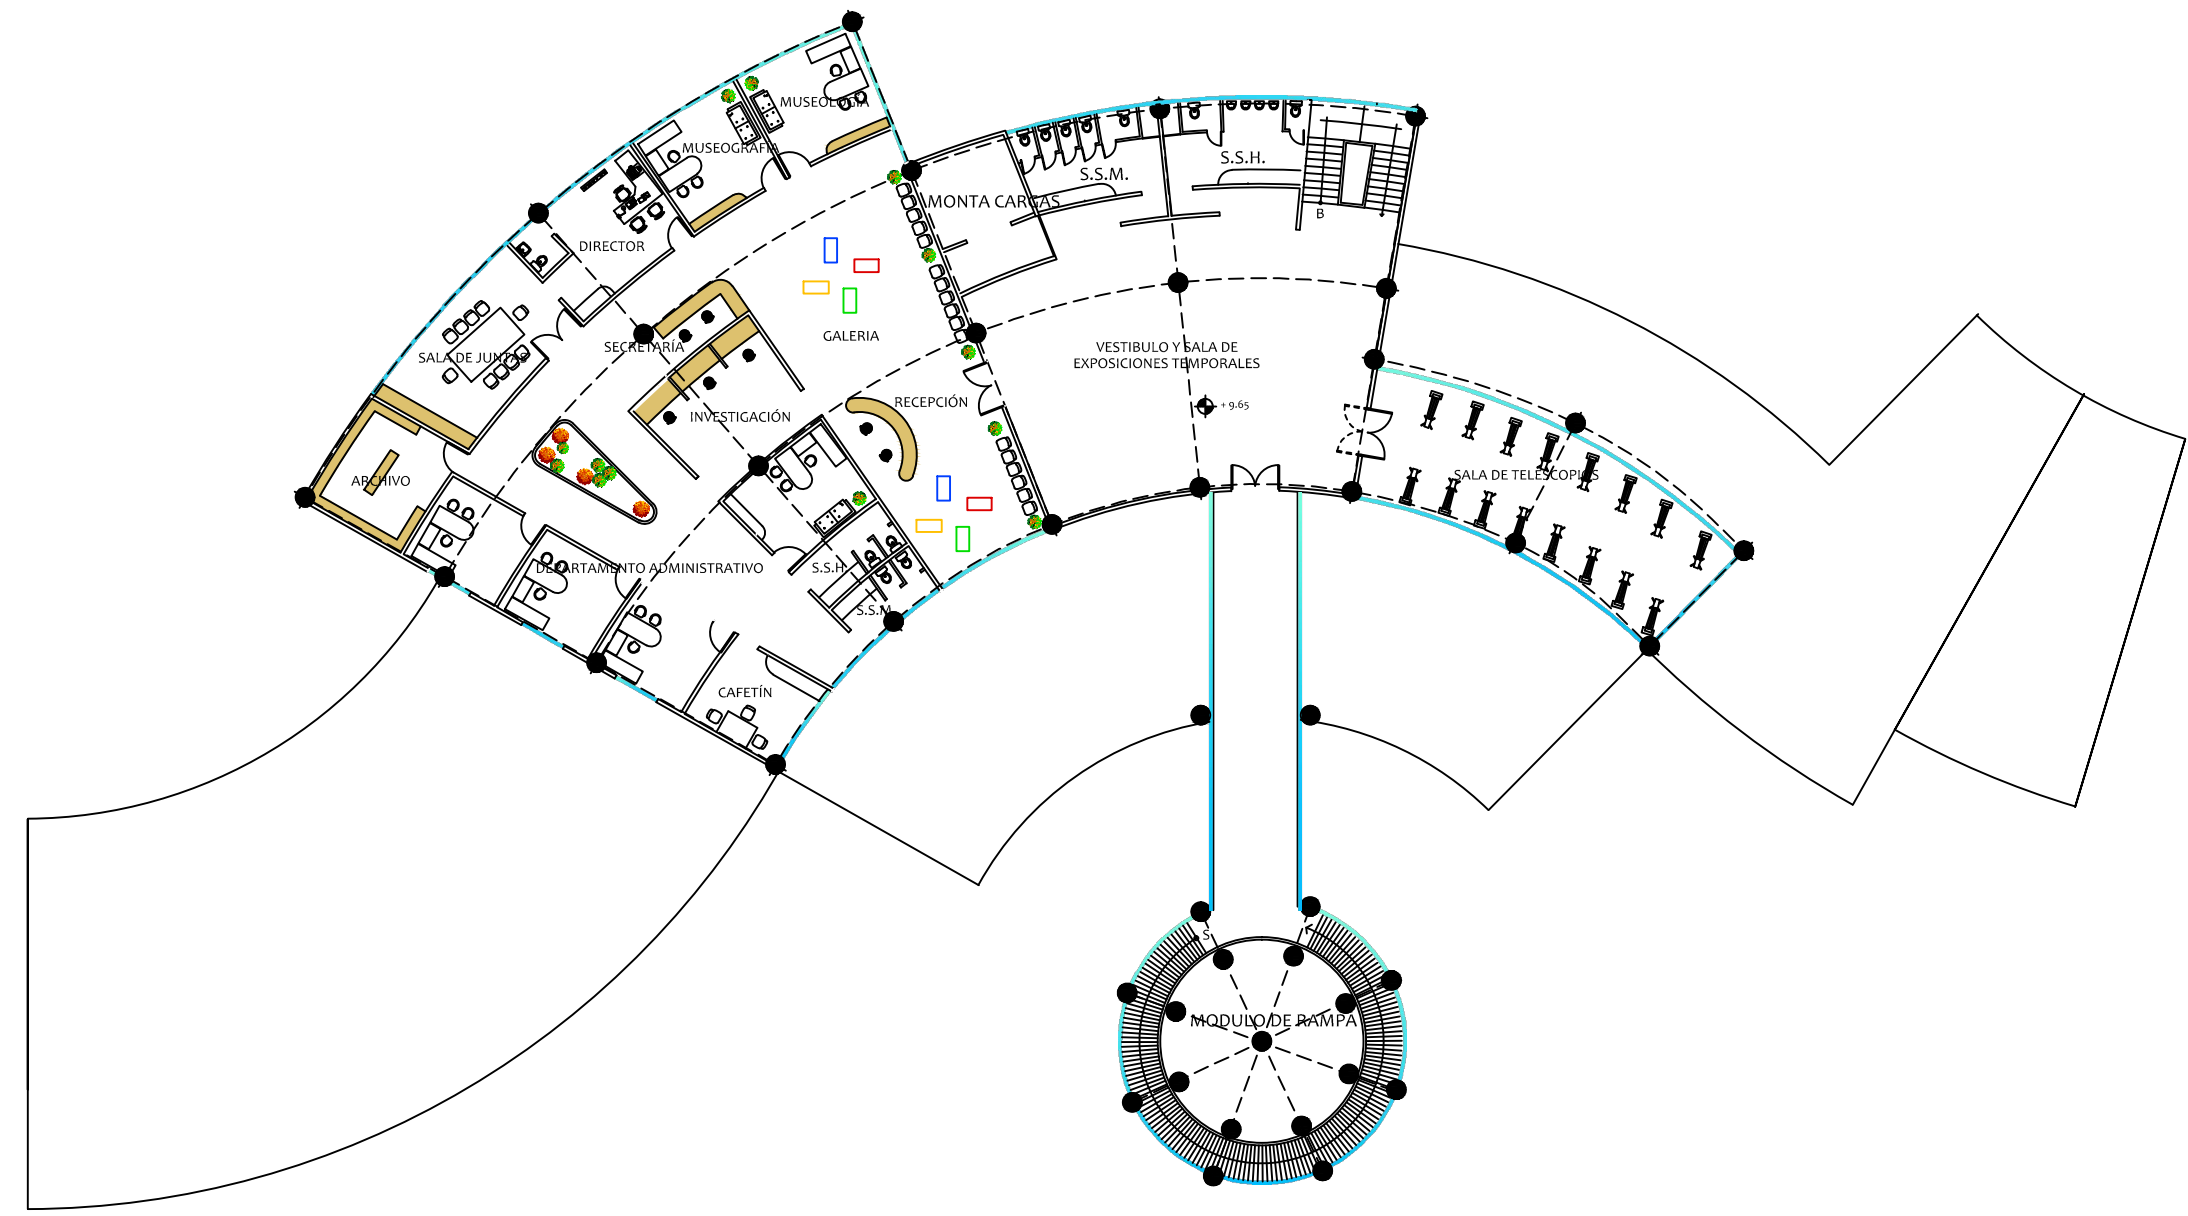 MUSEOLOGIA
MUSEOGRAFIA
S.S.H.
S.S.M.
MONTA CARGAS
B
DIRECTOR
GALERIA
SECRETARÍA
VESTIBULO Y SALA DE
EXPOSICIONES TEMPORALES
SALA DE JUNTAS
RECEPCIÓN
+ 9.65
INVESTIGACIÓN
SALA DE TELESCOPIOS
ARCHIVO
DEPARTAMENTO ADMINISTRATIVO
S.S.H.
S.S.M.
CAFETÍN
S
MODULO DE RAMPA